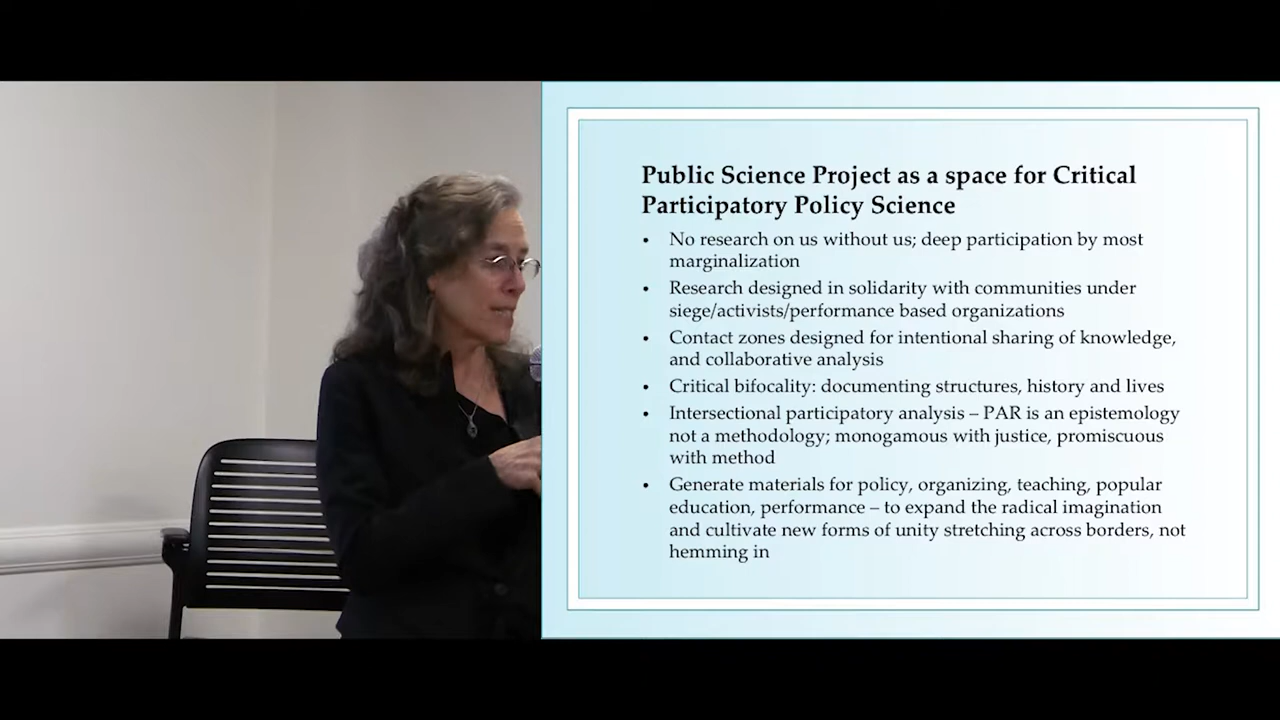 Public Science Project as a space for Critical
Participatory Policy Science
• No research on us without us; deep participation by most
marginalization
• Research designed in solidarity with communities under
siege/activists/performance based organizations
• Contact zones designed for intentional sharing of knowledge,
and collaborative analysis
• Critical bifocality: documenting structures, history and lives
• Intersectional participatory analysis – PAR is an epistemology
not a methodology; monogamous with justice, promiscuous
with method
• Generate materials for policy, organizing, teaching, popular
education, performance – to expand the radical imagination
and cultivate new forms of unity stretching across borders, not
hemming in